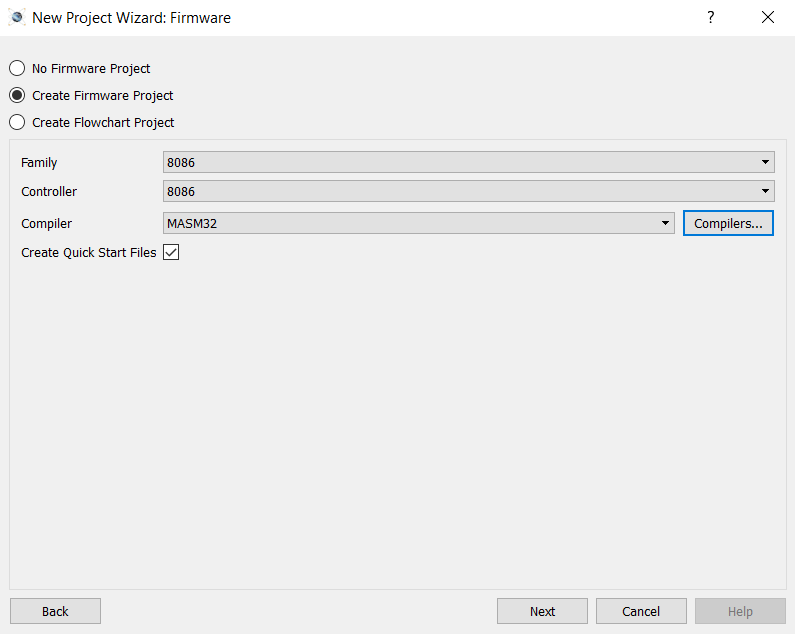 New Project Wizard: Firmware
?
No Firmware Project
Create Firmware Project
Create Flowchart Project
Family 8086
Controller 8086
Compiler MASM32 Compilers...
Create Quick Start Files
Back Next Cancel Help